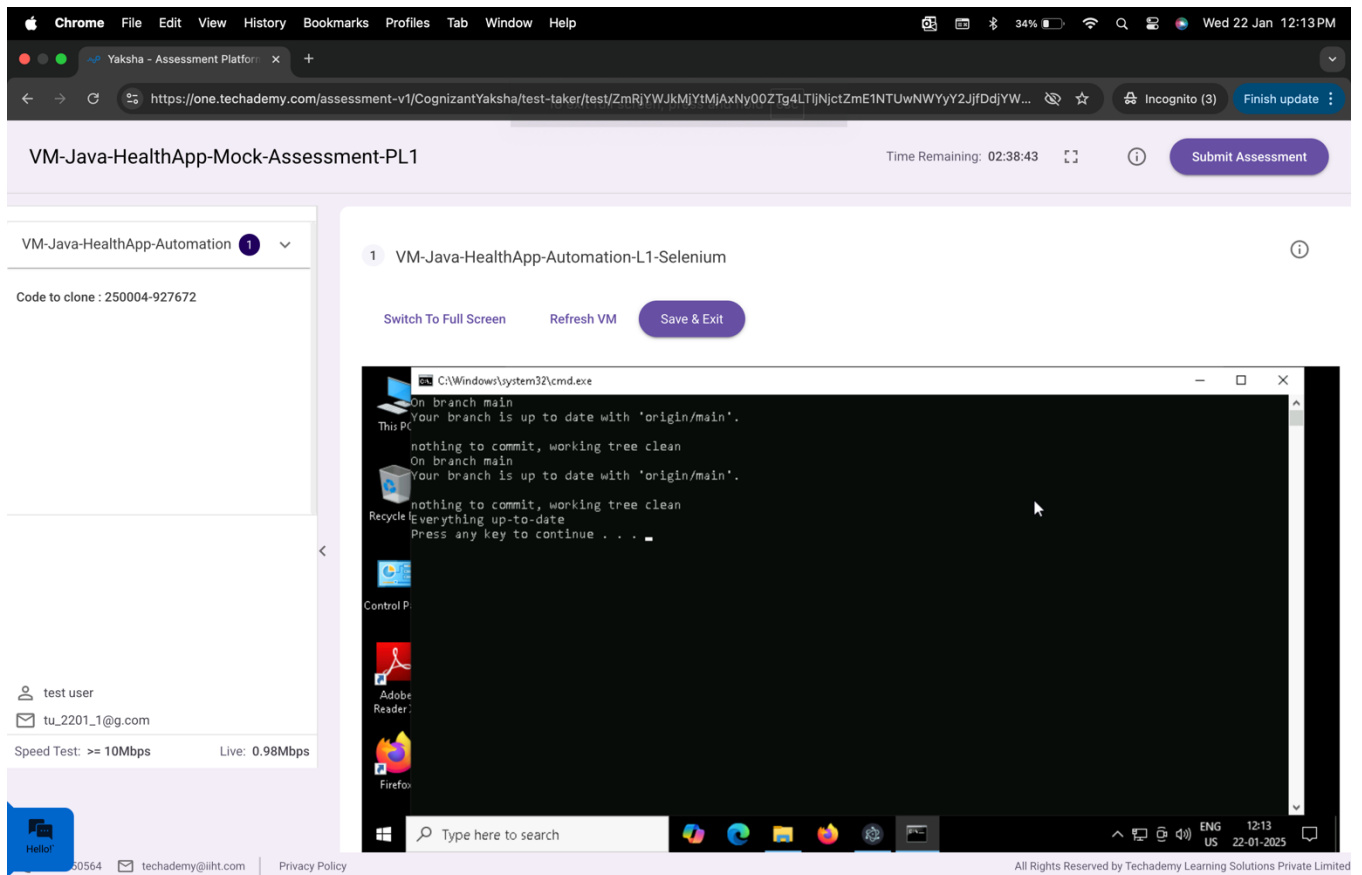 Chrome File Edit View History Bookmarks Profiles Tab Window Help 34% Wed 22 Jan 12:13 PM
Yaksha - Assessment Platform
https://one.techademy.com/assessment-v1/CognizantYaksha/test-taker/test/ZmRjYWJkMjYtMjAxNy00ZTg4LTljNjctZmE1NTUwNWYyY2JjfDdjYW... Incognito (3) Finish update
VM-Java-HealthApp-Mock-Assessment-PL1 Time Remaining: 02:38:43 Submit Assessment
VM-Java-HealthApp-Automation 1
Code to clone : 250004-927672
1 VM-Java-HealthApp-Automation-L1-Selenium
Switch To Full Screen Refresh VM Save & Exit
C:\Windows\system32\cmd.exe
On branch main
Your branch is up to date with 'origin/main'.
nothing to commit, working tree clean
On branch main
Your branch is up to date with 'origin/main'.
nothing to commit, working tree clean
Everything up-to-date
Press any key to continue . . .
This PC
Recycle
Control P
Adobe
Reader
Firefox
Type here to search
ENG 12:13
US 22-01-2025
test user
tu_2201_1@g.com
Speed Test: >= 10Mbps Live: 0.98Mbps
Hello!
50564 techademy@iiht.com Privacy Policy All Rights Reserved by Techademy Learning Solutions Private Limited